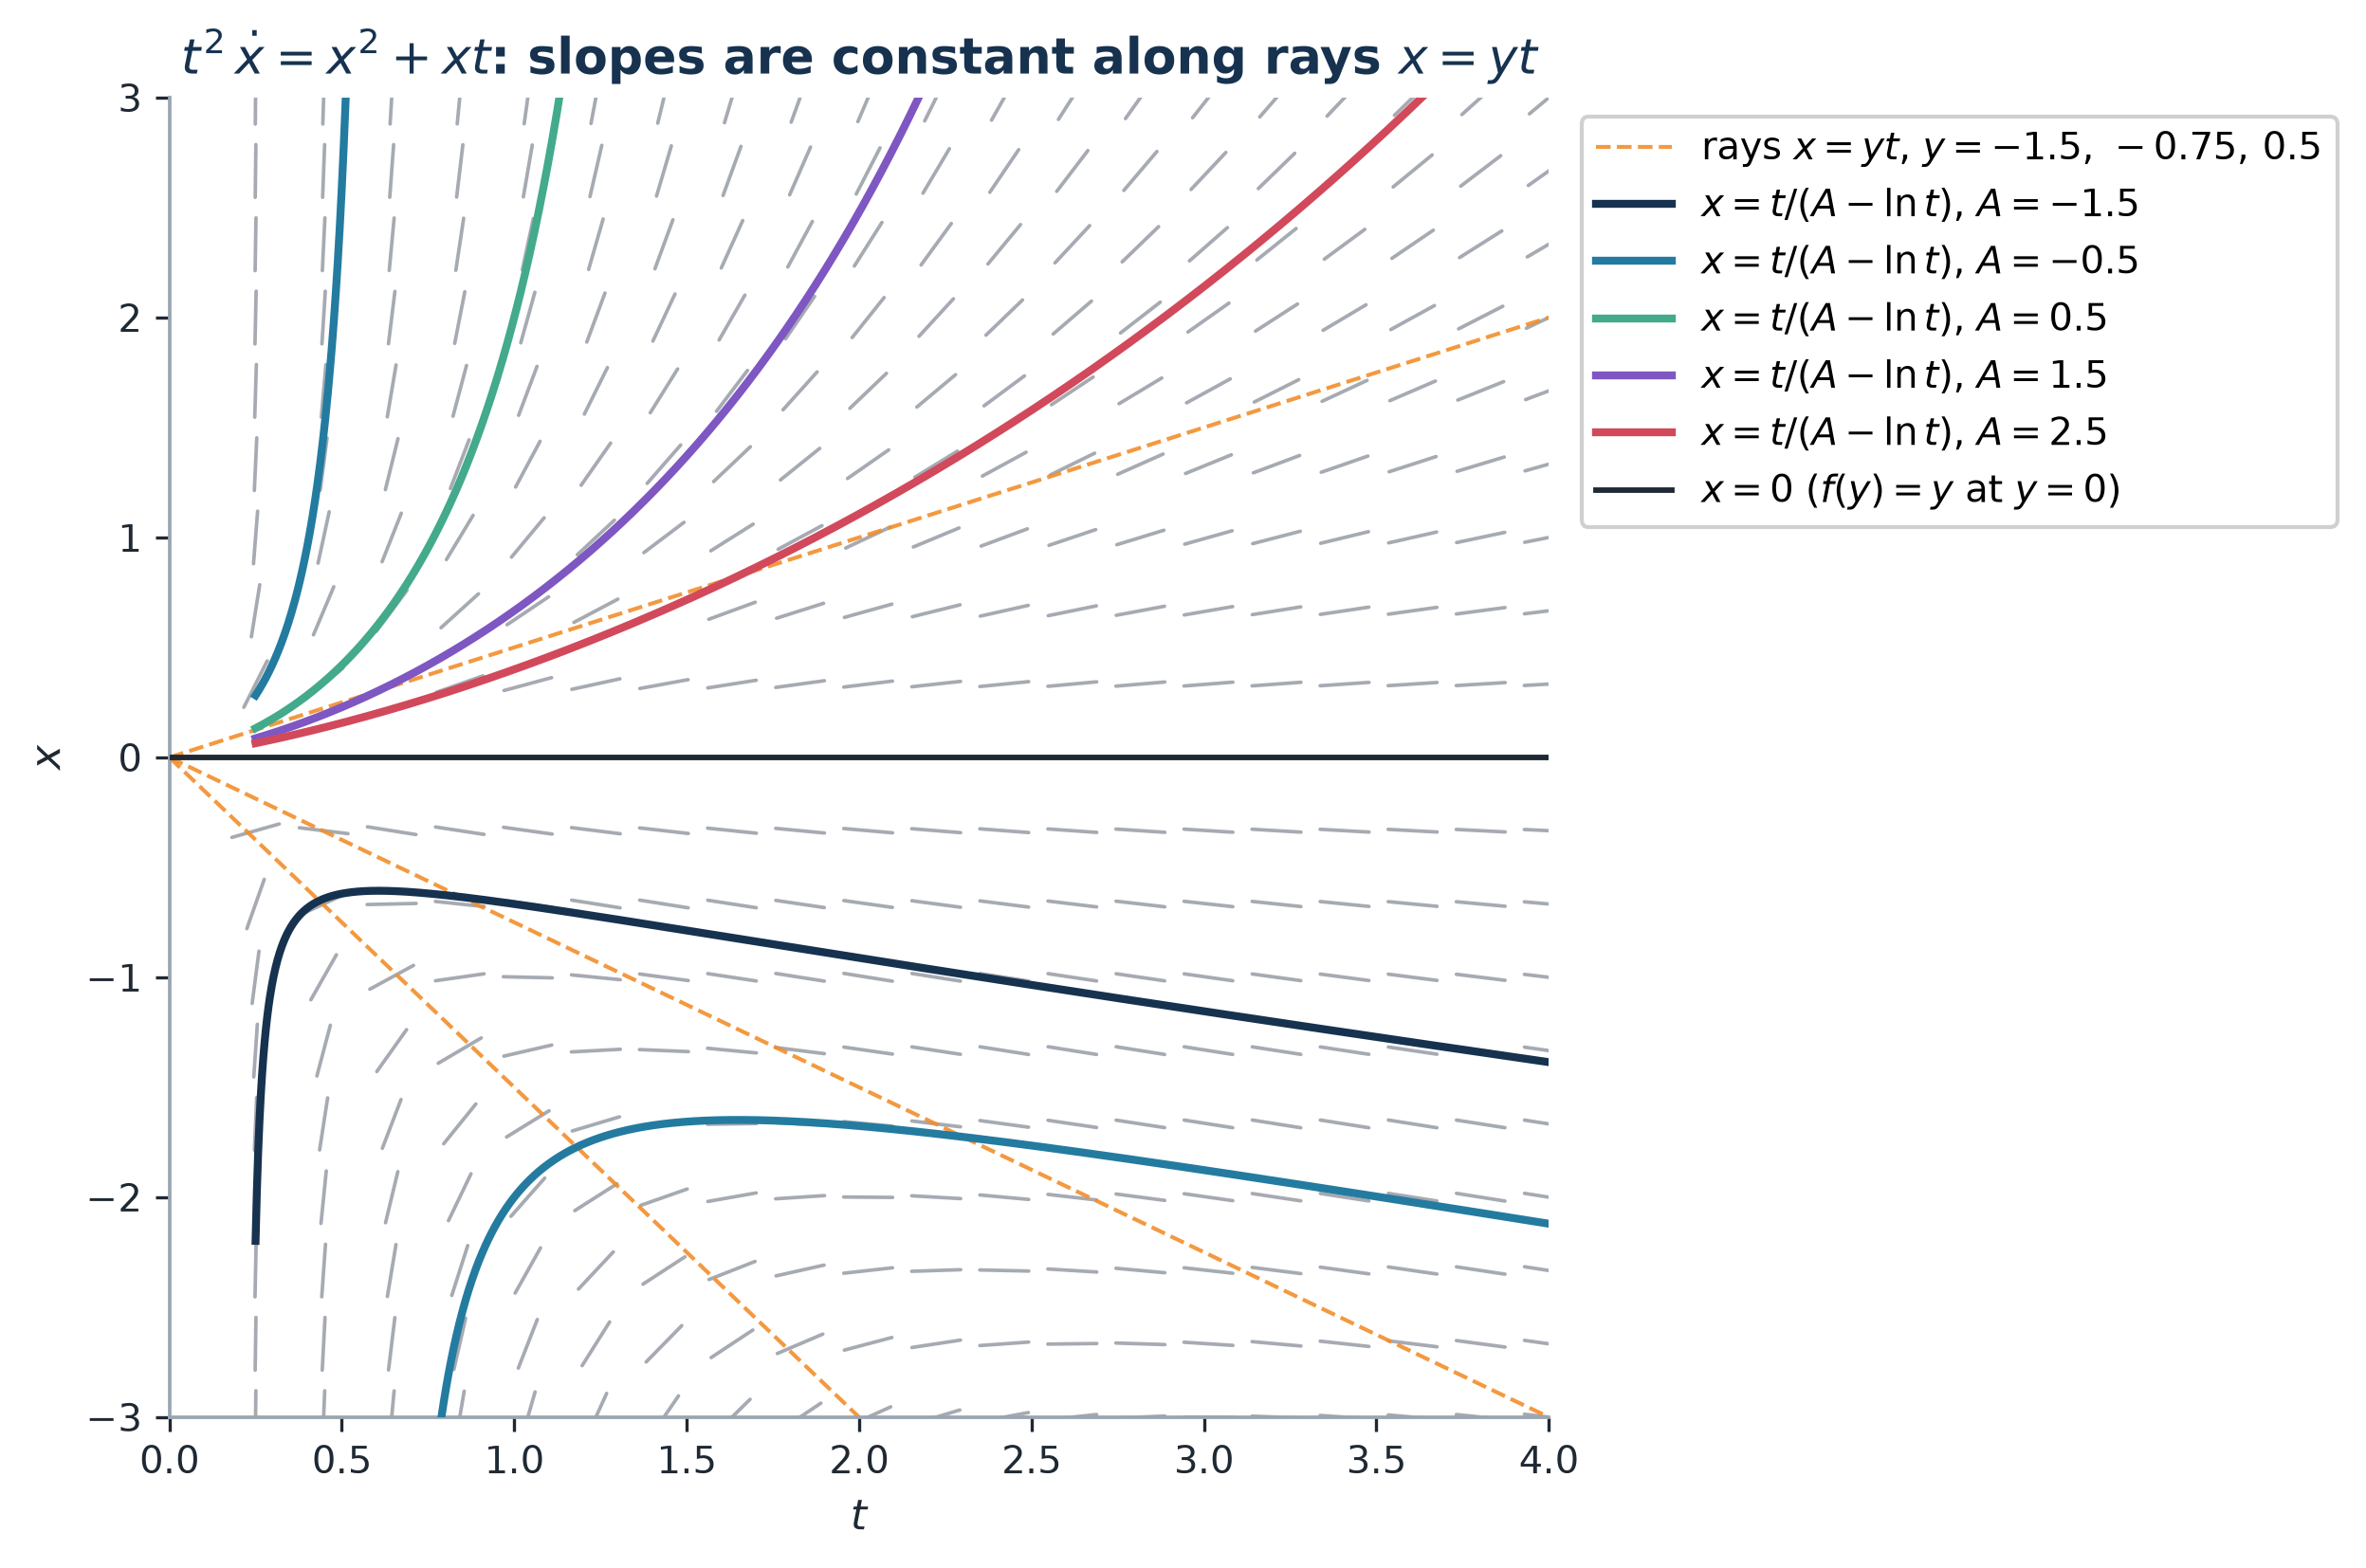 t² ẋ = x² + xt: slopes are constant along rays x = yt
rays x = yt, y = −1.5, −0.75, 0.5
x = t/(A − ln t), A = −1.5
x = t/(A − ln t), A = −0.5
x = t/(A − ln t), A = 0.5
x = t/(A − ln t), A = 1.5
x = t/(A − ln t), A = 2.5
x = 0 (f(y) = y at y = 0)
x
3
2
1
0
−1
−2
−3
0.0 0.5 1.0 1.5 2.0 2.5 3.0 3.5 4.0
t